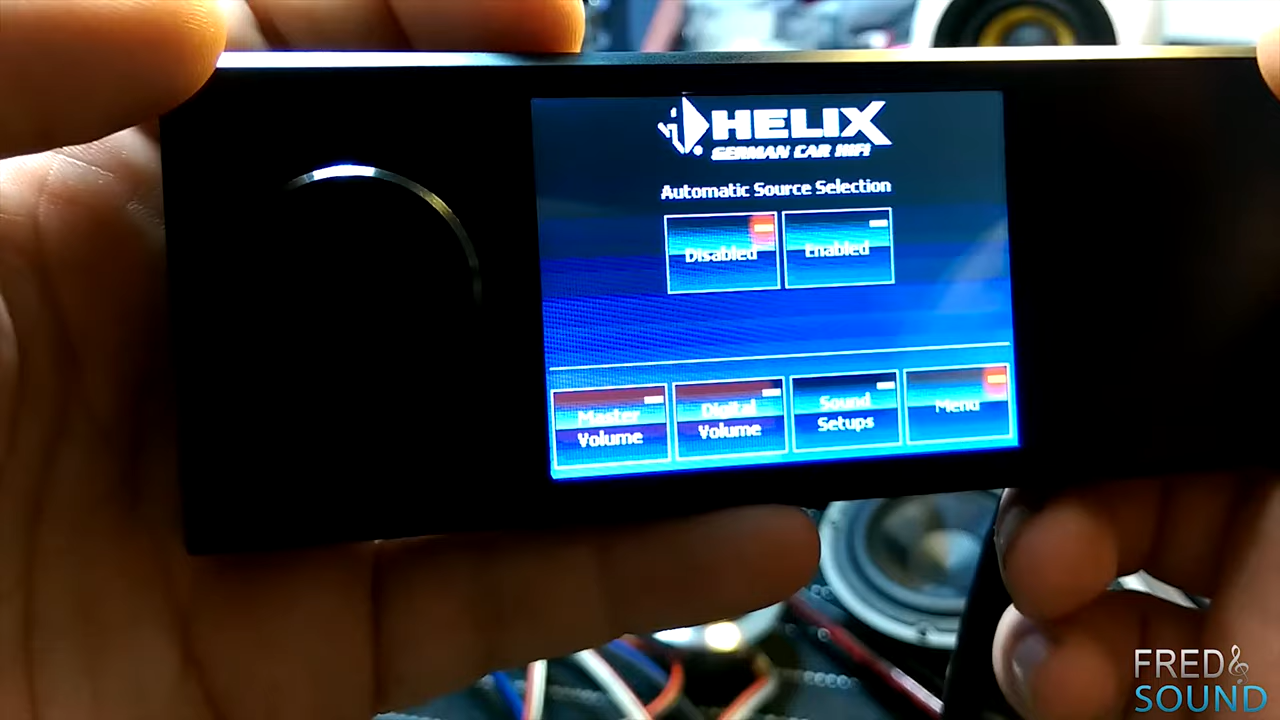 HELIX
GERMAN CAR HIFI
Automatic Source Selection
Disabled Enabled
Master Volume
Digital Volume
Sound Setups
Menu
FRED
SOUND